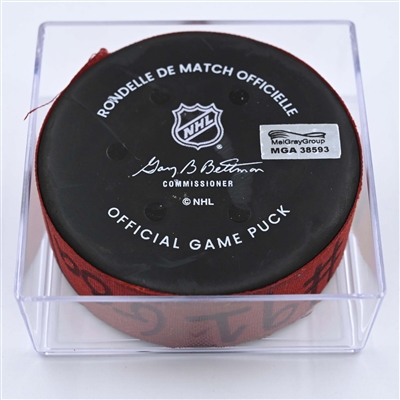 RONDELLE DE MATCH OFFICIELLE
NHL
MeiGrayGroup
MGA 38593
Gary B Bettman
COMMISSIONER
© NHL
OFFICIAL GAME PUCK